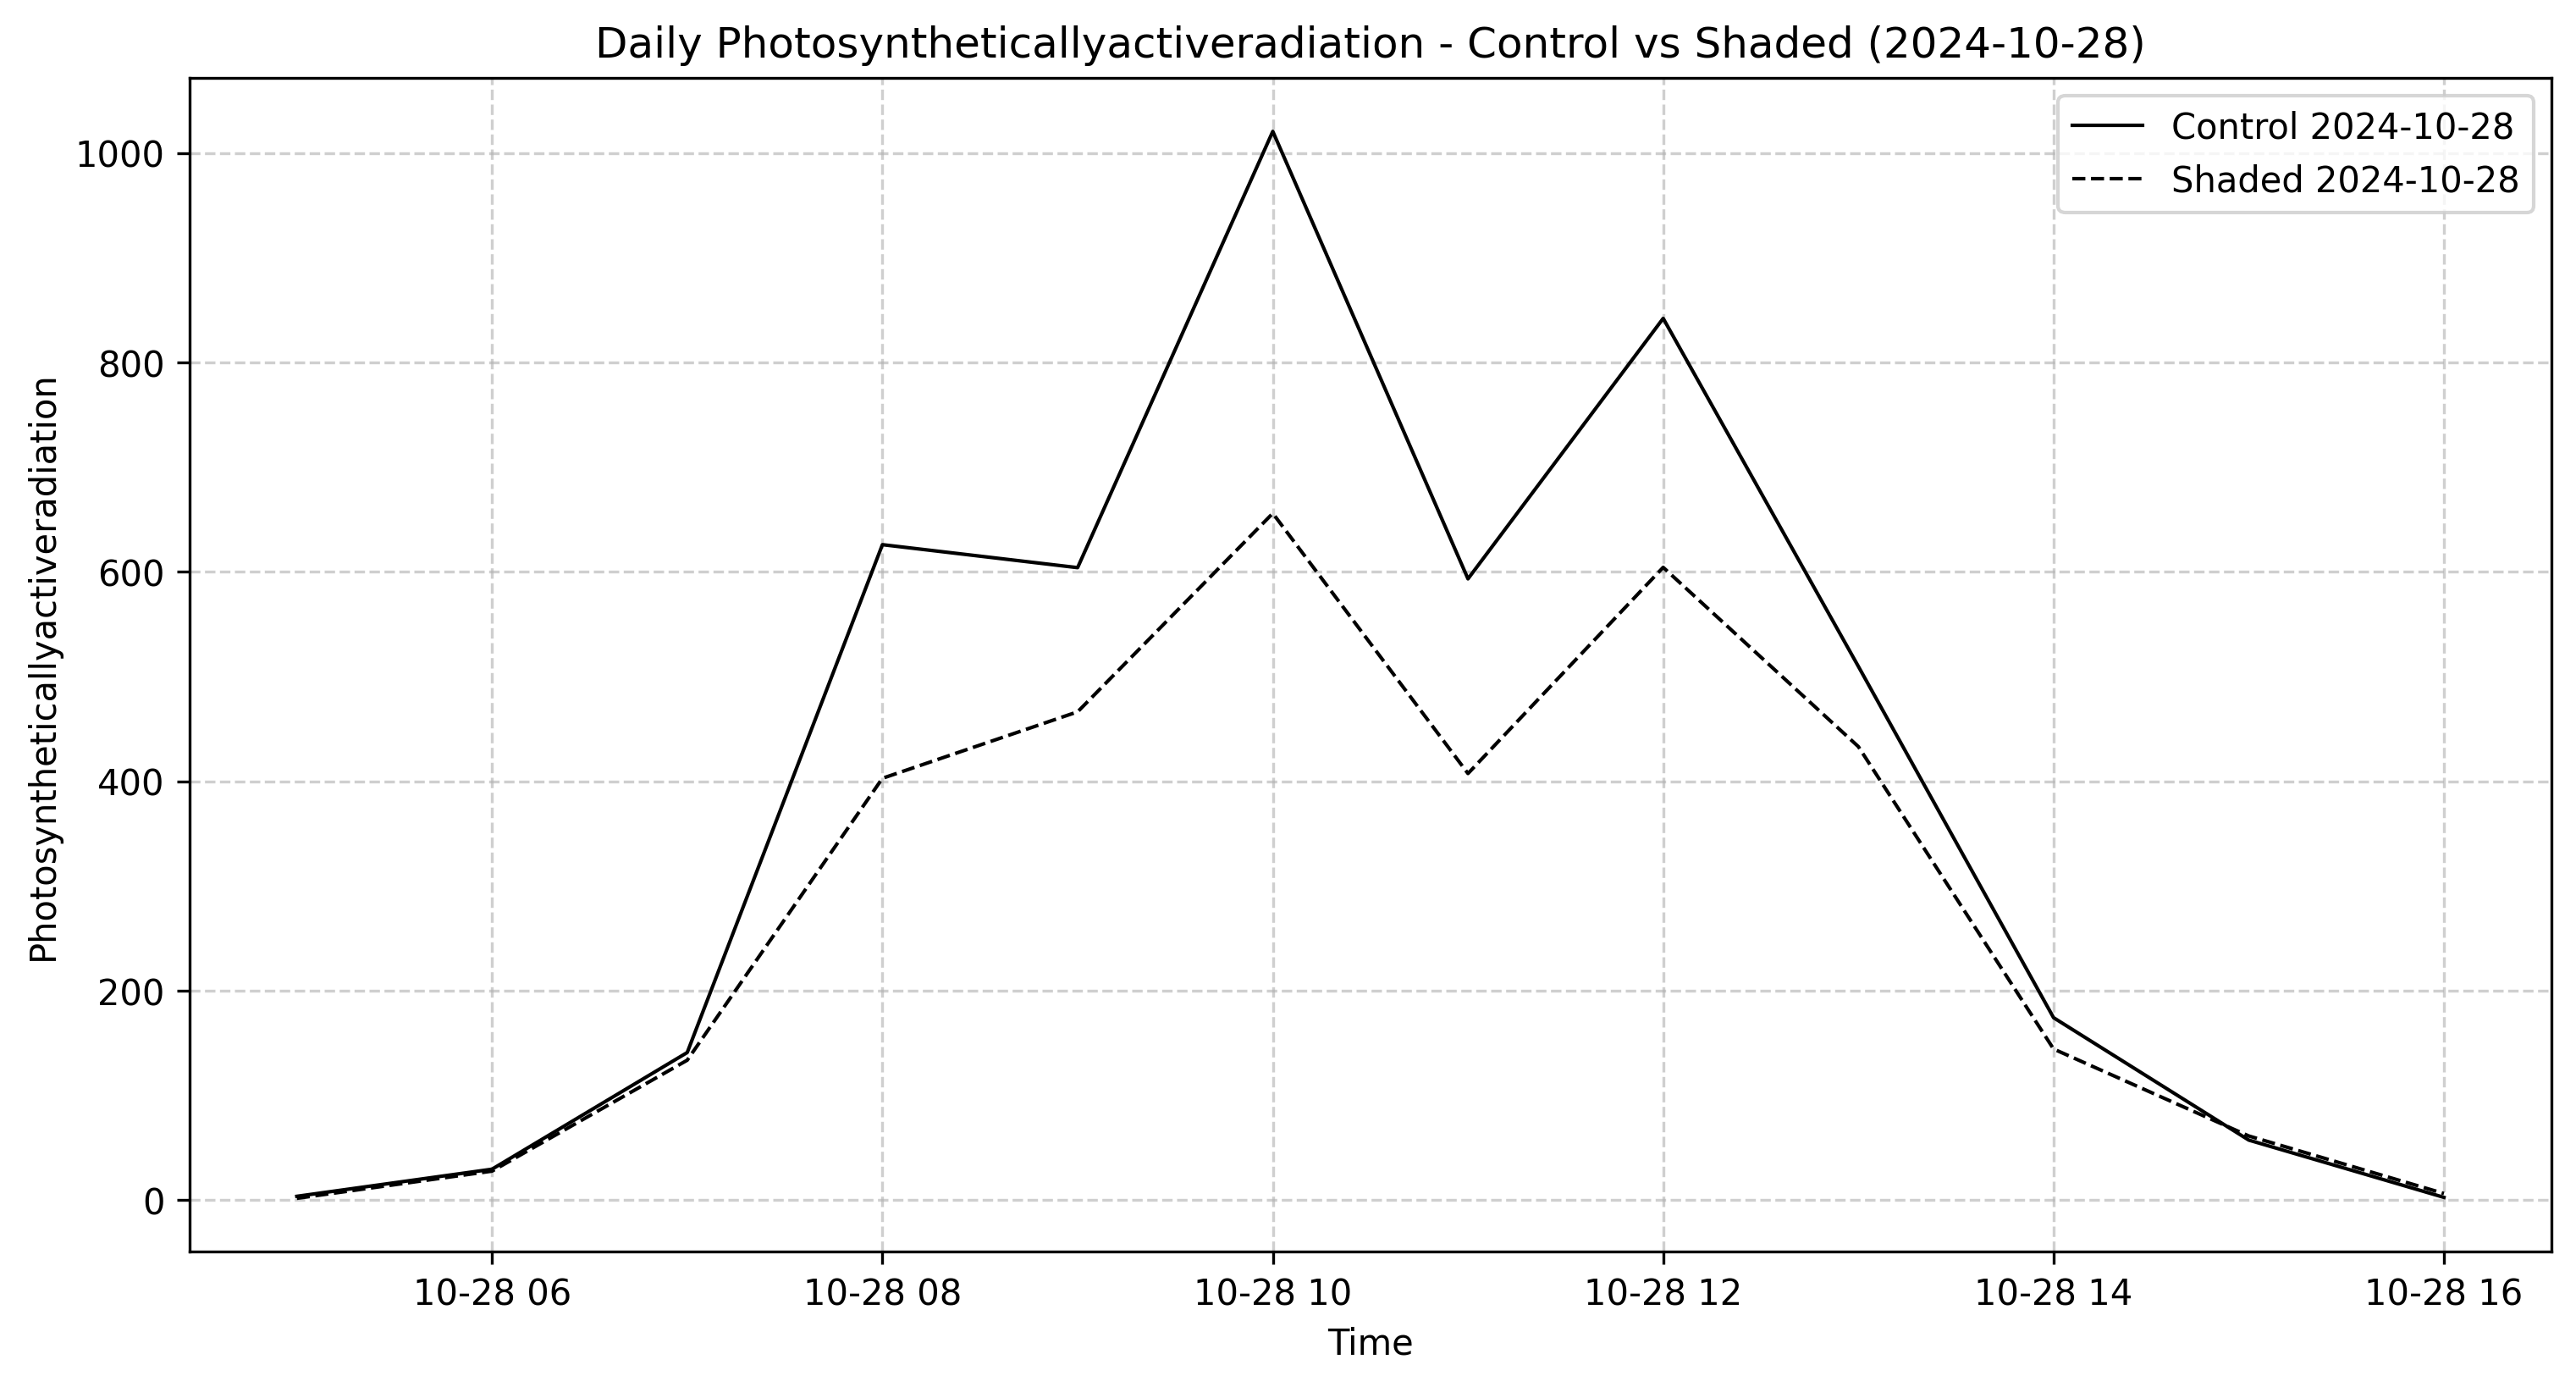 Daily Photosyntheticallyactiveradiation - Control vs Shaded (2024-10-28)
Control 2024-10-28
Shaded 2024-10-28
Photosyntheticallyactiveradiation
1000
800
600
400
200
0
10-28 06
10-28 08
10-28 10
10-28 12
10-28 14
10-28 16
Time